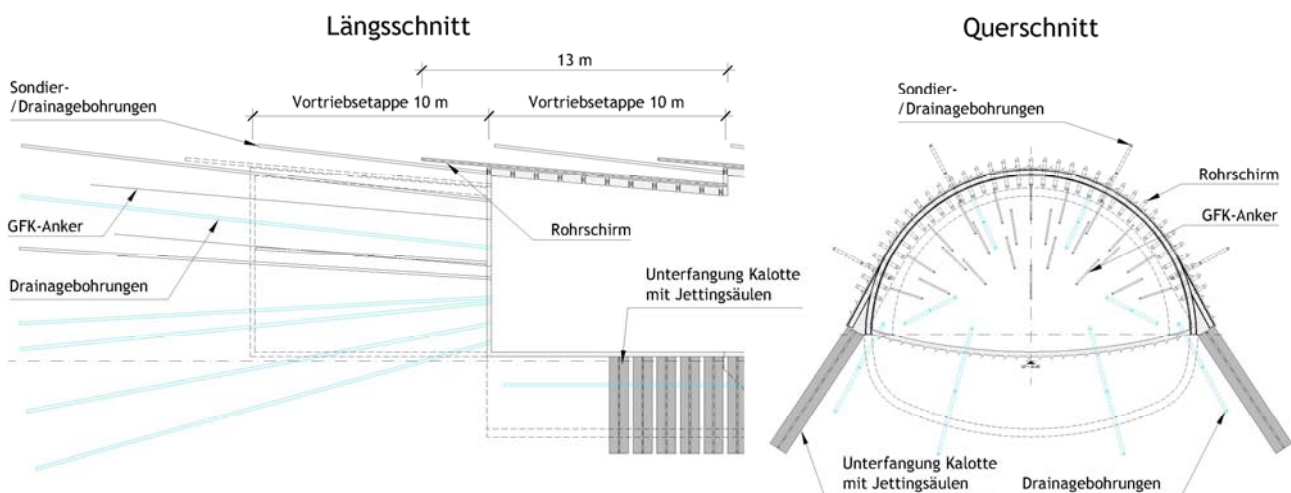 Längsschnitt
13 m
Sondier-
/Drainagebohrungen
Vortriebsetappe 10 m
Vortriebsetappe 10 m
GFK-Anker
Rohrschirm
Drainagebohrungen
Unterfangung Kalotte
mit Jettingsäulen
Querschnitt
Sondier-
/Drainagebohrungen
Rohrschirm
GFK-Anker
Unterfangung Kalotte
mit Jettingsäulen
Drainagebohrungen